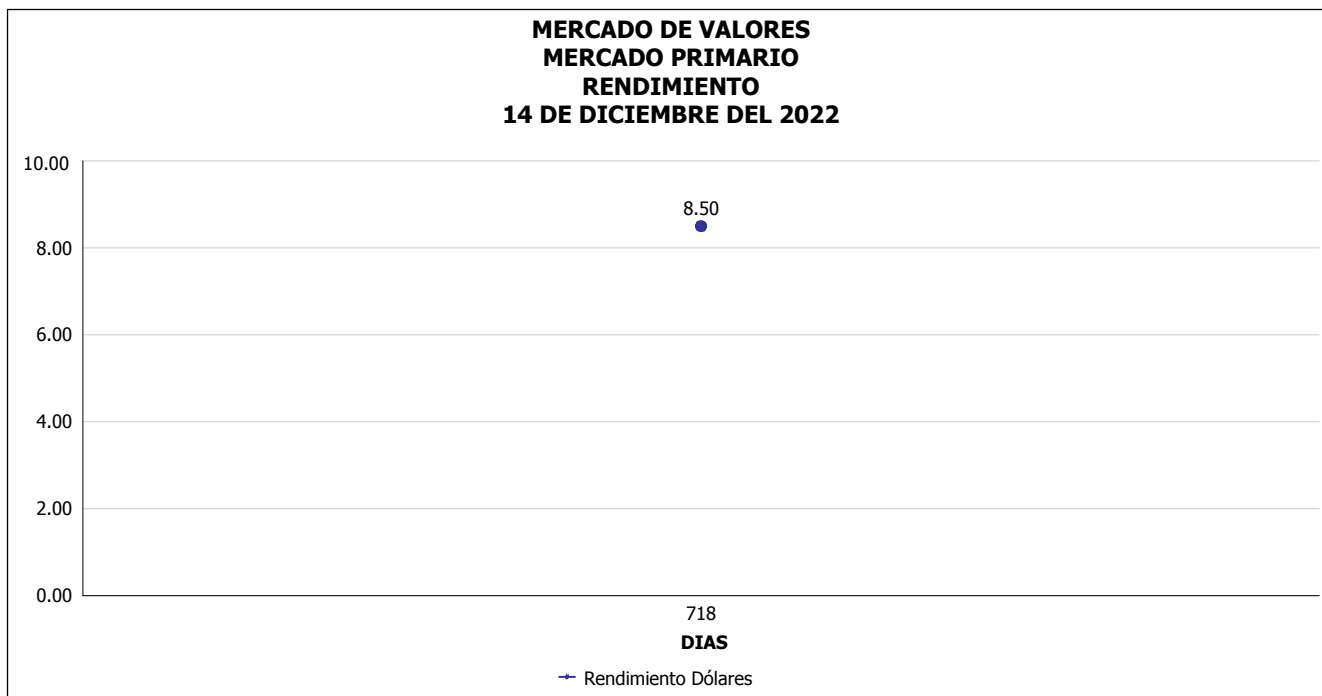 MERCADO DE VALORES
MERCADO PRIMARIO
RENDIMIENTO
14 DE DICIEMBRE DEL 2022
10.00
8.50
8.00
6.00
4.00
2.00
0.00
718
DIAS
Rendimiento Dólares